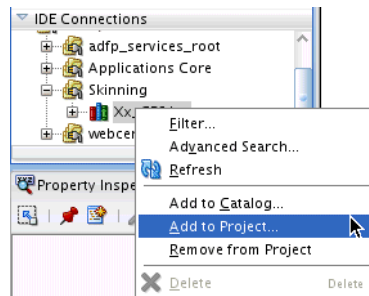 IDE Connections
adfp_services_root
Applications Core
Skinning
Filter...
Advanced Search...
Refresh
Property Inspe
Add to Catalog...
Add to Project...
Remove from Project
Delete Delete